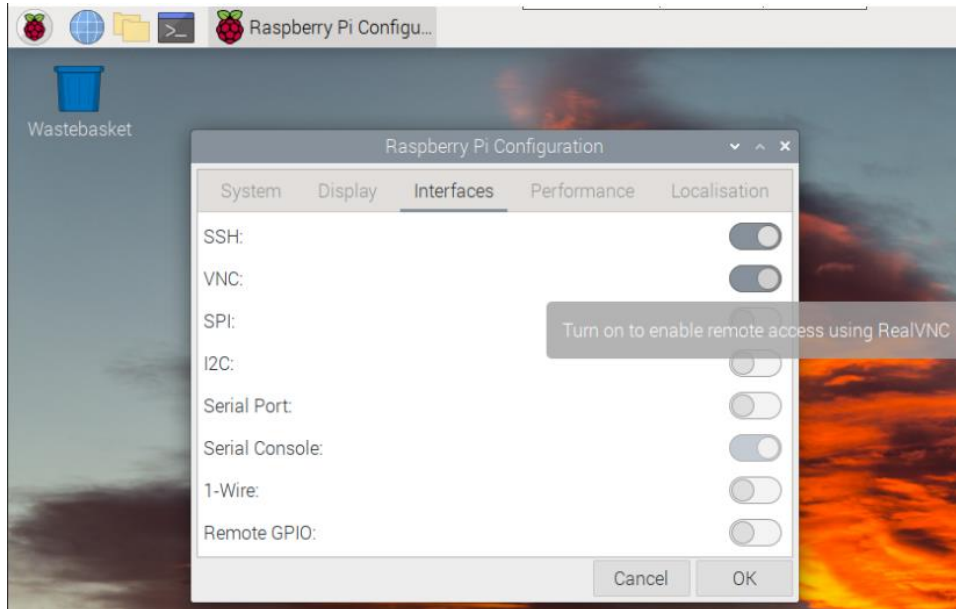 Raspberry Pi Configu...
Wastebasket
Raspberry Pi Configuration
System Display Interfaces Performance Localisation
SSH:
VNC:
SPI:
Turn on to enable remote access using RealVNC
I2C:
Serial Port:
Serial Console:
1-Wire:
Remote GPIO:
Cancel OK